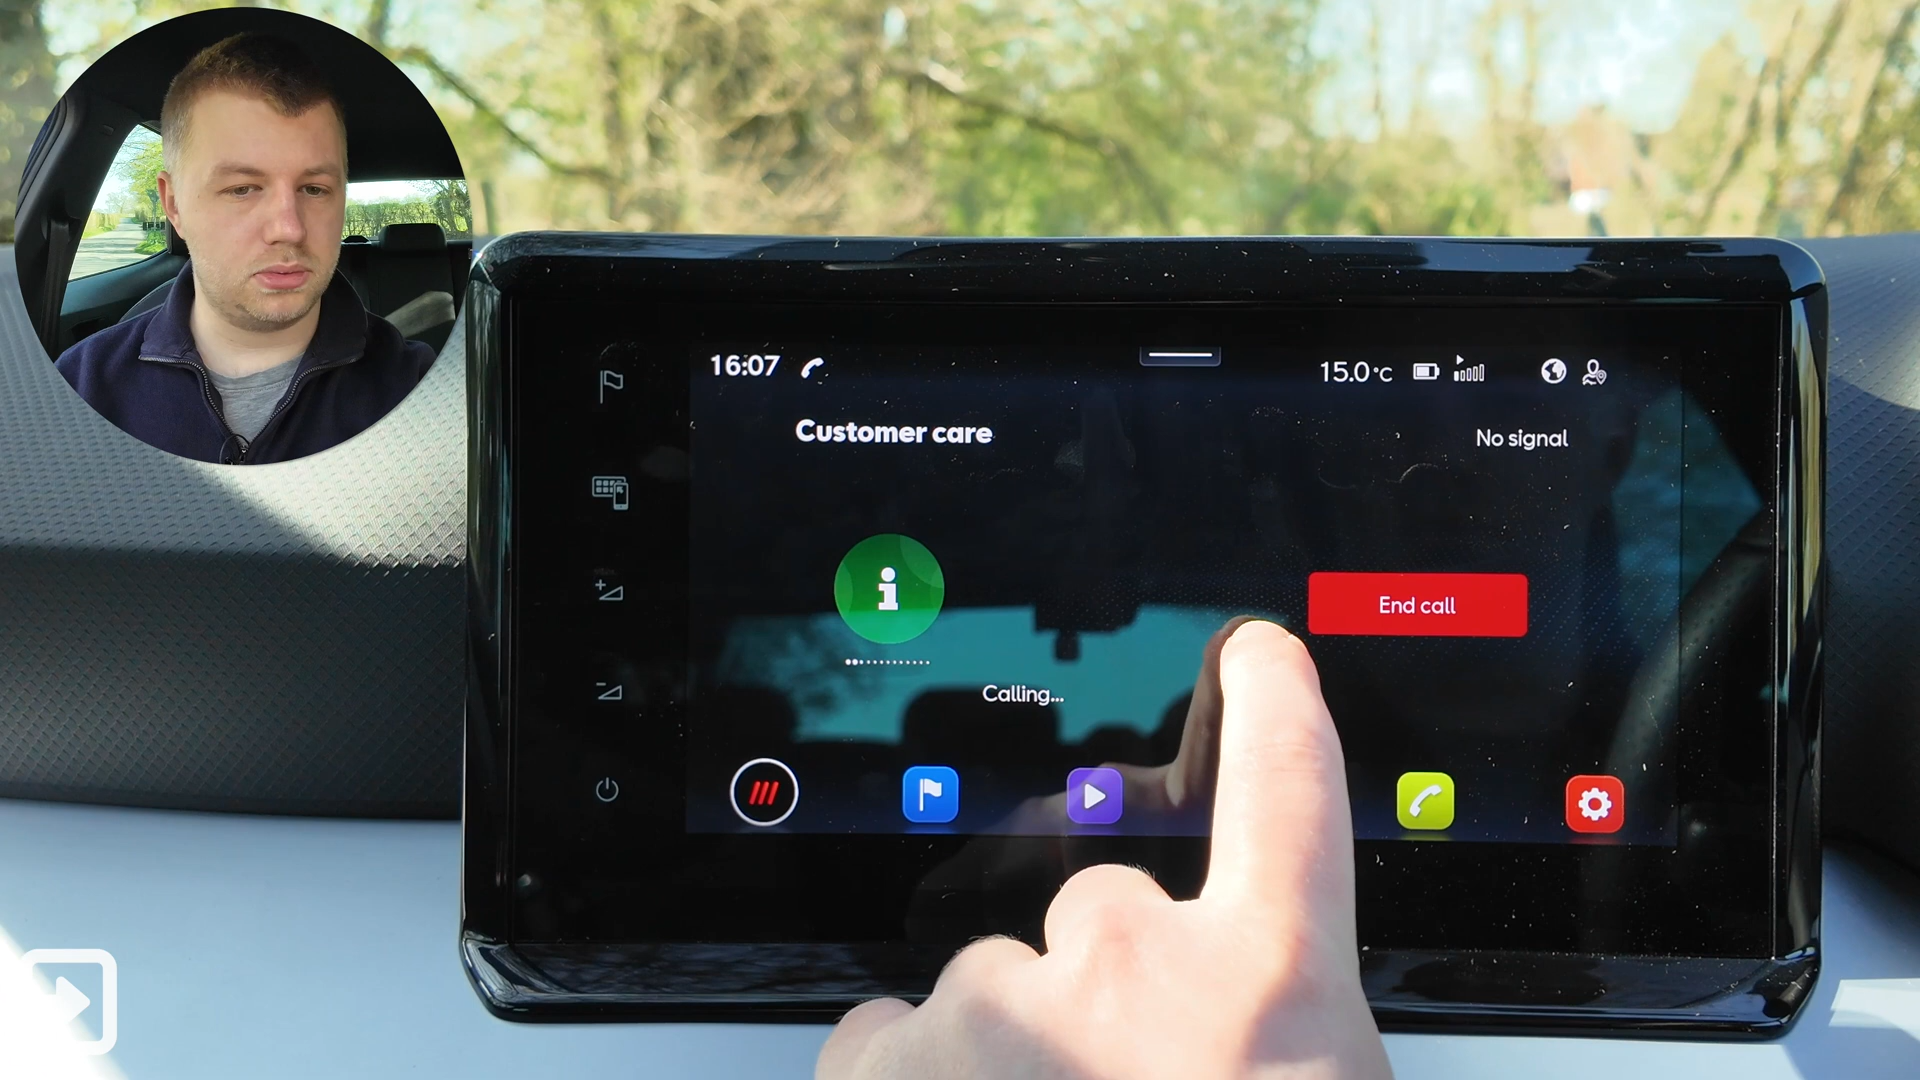 16:07
15.0°C
Customer care
No signal
End call
Calling...